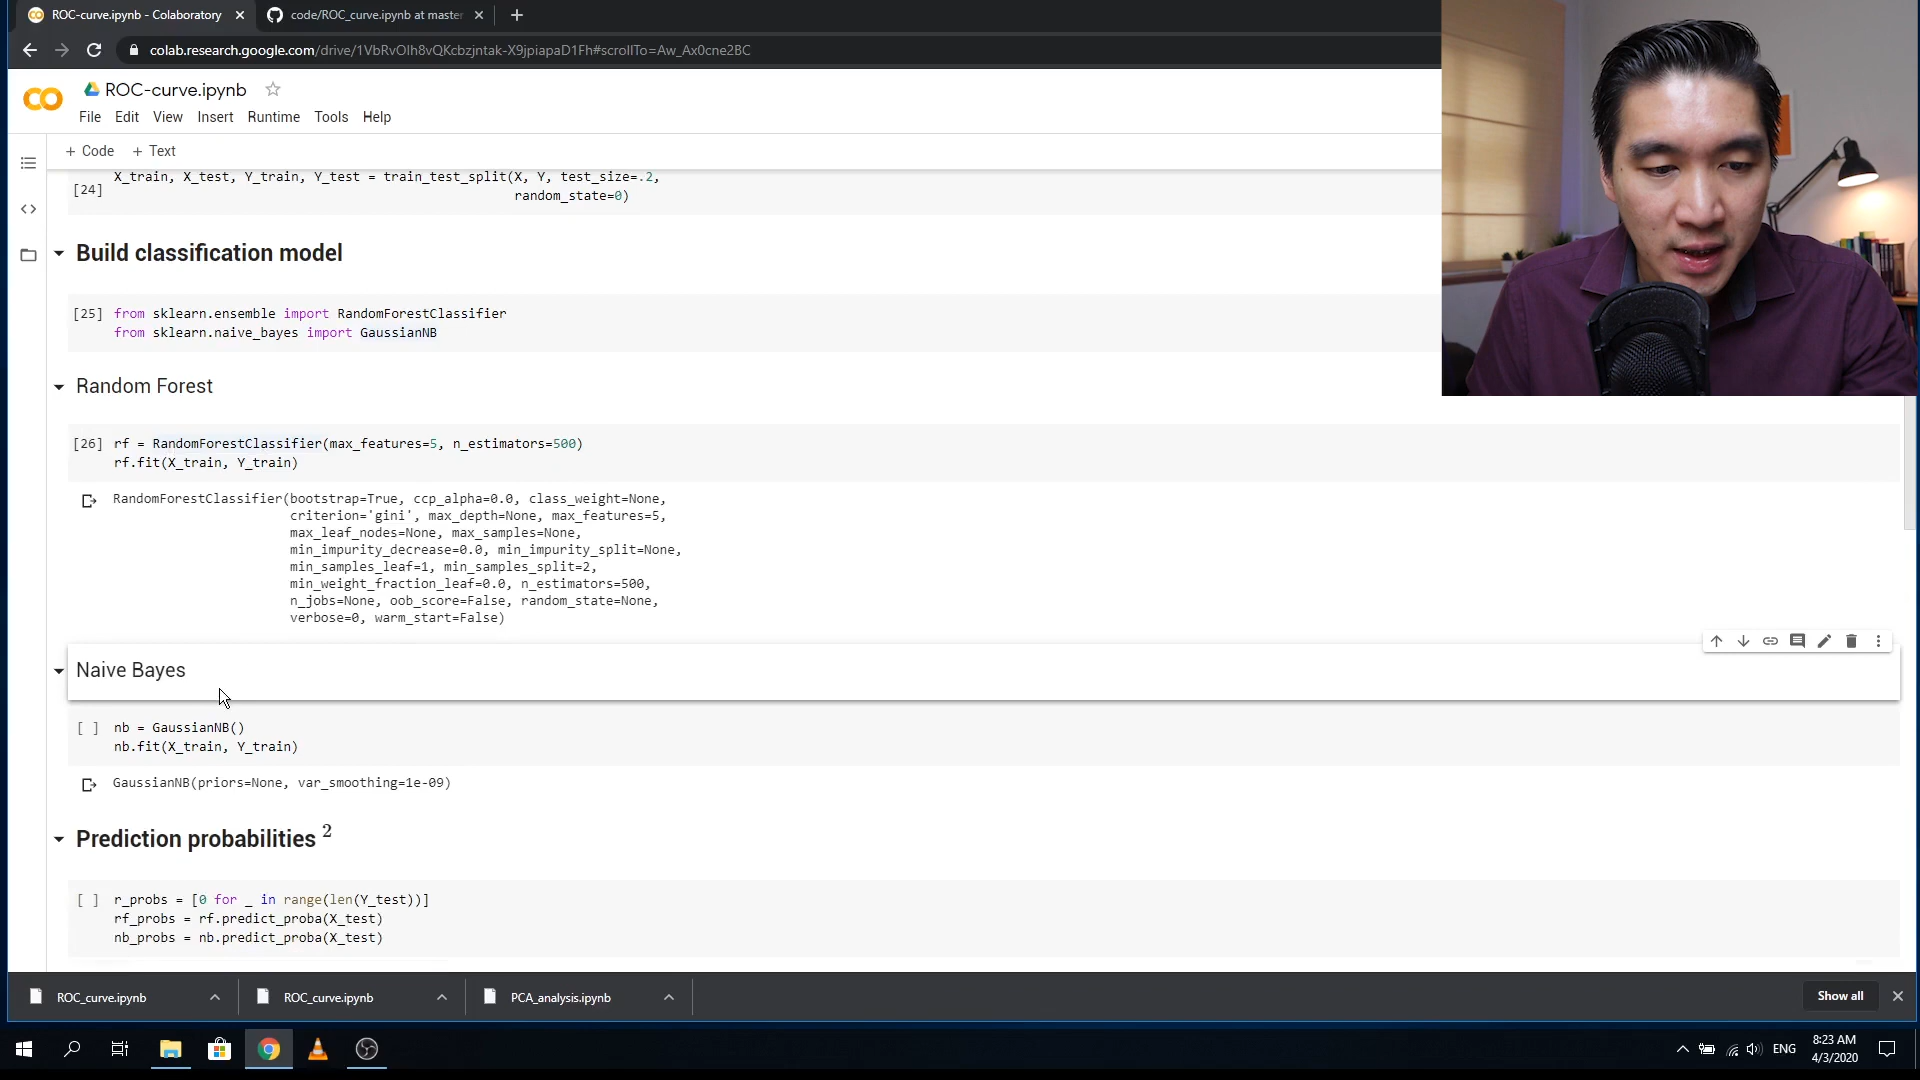 ROC-curve.ipynb - Colaboratory
code/ROC_curve.ipynb at master
colab.research.google.com/drive/1VbRvOlh8vQKcbzjntak-X9jpiapaD1Fh#scrollTo=Aw_Ax0cne2BC
ROC-curve.ipynb
File Edit View Insert Runtime Tools Help
+ Code + Text
[24] X_train, X_test, Y_train, Y_test = train_test_split(X, Y, test_size=.2,
random_state=0)
Build classification model
[25] from sklearn.ensemble import RandomForestClassifier
from sklearn.naive_bayes import GaussianNB
Random Forest
[26] rf = RandomForestClassifier(max_features=5, n_estimators=500)
rf.fit(X_train, Y_train)
RandomForestClassifier(bootstrap=True, ccp_alpha=0.0, class_weight=None,
criterion='gini', max_depth=None, max_features=5,
max_leaf_nodes=None, max_samples=None,
min_impurity_decrease=0.0, min_impurity_split=None,
min_samples_leaf=1, min_samples_split=2,
min_weight_fraction_leaf=0.0, n_estimators=500,
n_jobs=None, oob_score=False, random_state=None,
verbose=0, warm_start=False)
Naive Bayes
[ ] nb = GaussianNB()
nb.fit(X_train, Y_train)
GaussianNB(priors=None, var_smoothing=1e-09)
Prediction probabilities 2
[ ] r_probs = [0 for _ in range(len(Y_test))]
rf_probs = rf.predict_proba(X_test)
nb_probs = nb.predict_proba(X_test)
ROC_curve.ipynb
ROC_curve.ipynb
PCA_analysis.ipynb
Show all
ENG
8:23 AM
4/3/2020